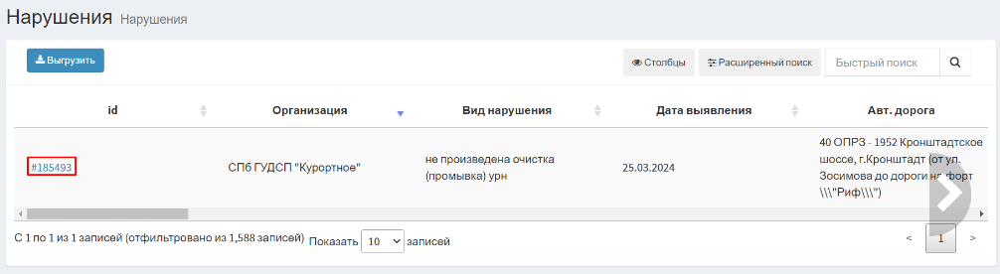 Нарушения Нарушения
Выгрузить
Столбцы Расширенный поиск Быстрый поиск
id Организация Вид нарушения Дата выявления Авт. дорога
40 ОПРЗ - 1952 Кронштадтское
#185493 СПб ГУДСП "Курортное" не произведена очистка 25.03.2024 шоссе, г.Кронштадт (от ул.
(промывка) урн Зосимова до дороги на форт
\\\"Риф\\\")
С 1 по 1 из 1 записей (отфильтровано из 1,588 записей) Показать 10 записей < 1 >